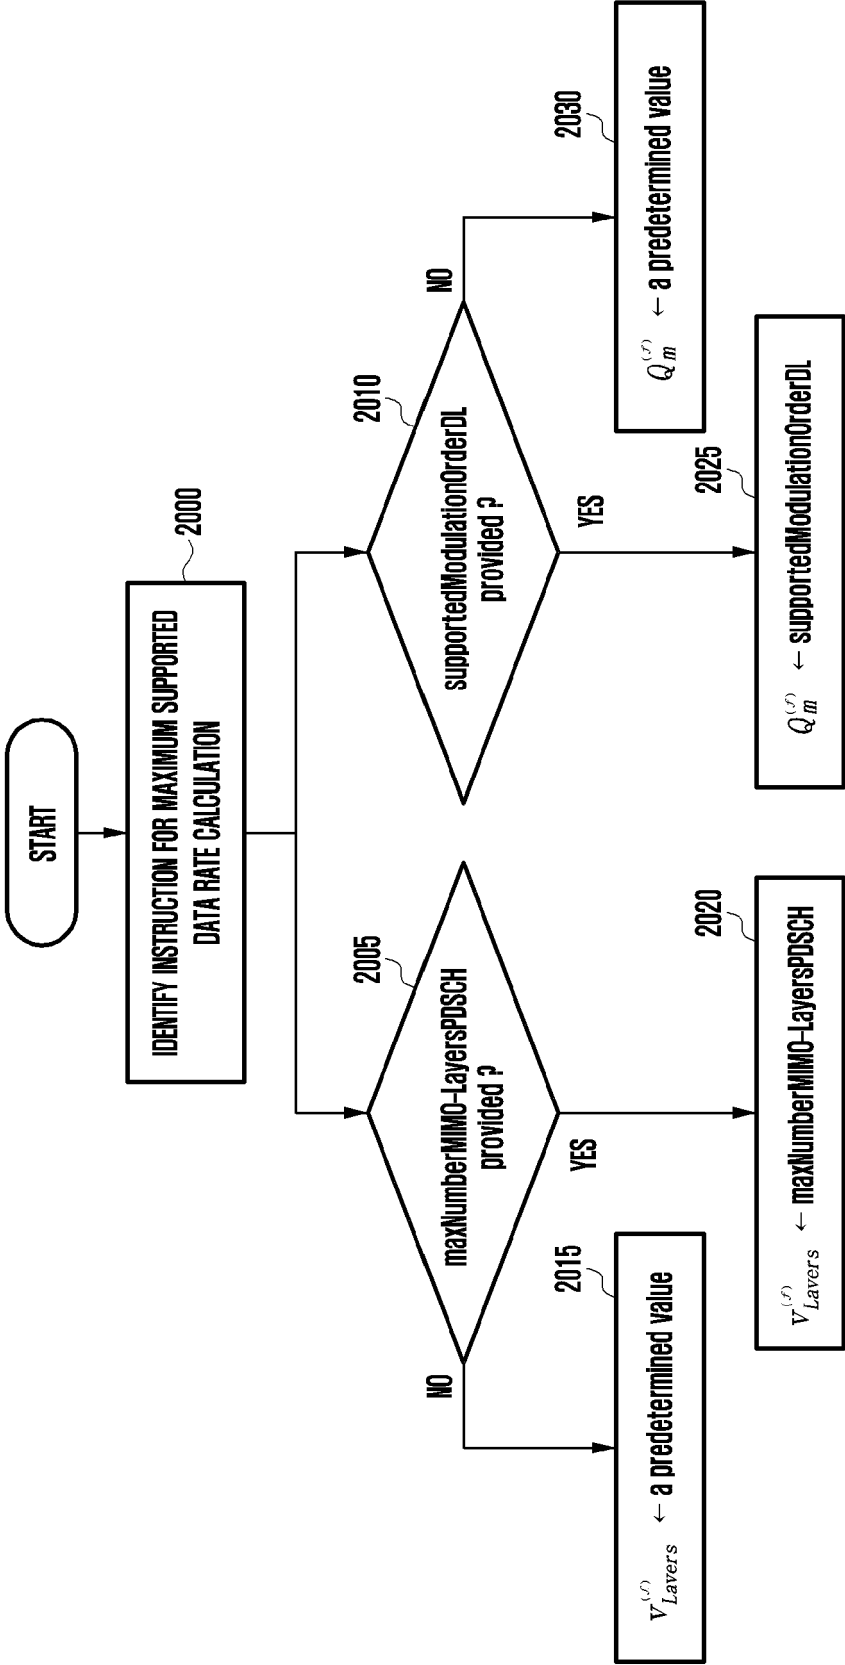 START
2000
IDENTIFY INSTRUCTION FOR MAXIMUM SUPPORTED
DATA RATE CALCULATION
2005
maxNumberMIMO-LayersPDSCH
provided ?
NO
YES
2010
supportedModulationOrderDL
provided ?
NO
YES
2015
V_{Layers}^{(f)} ← a predetermined value
2020
V_{Layers}^{(f)} ← maxNumberMIMO-LayersPDSCH
2025
Q_m^{(f)} ← supportedModulationOrderDL
2030
Q_m^{(f)} ← a predetermined value